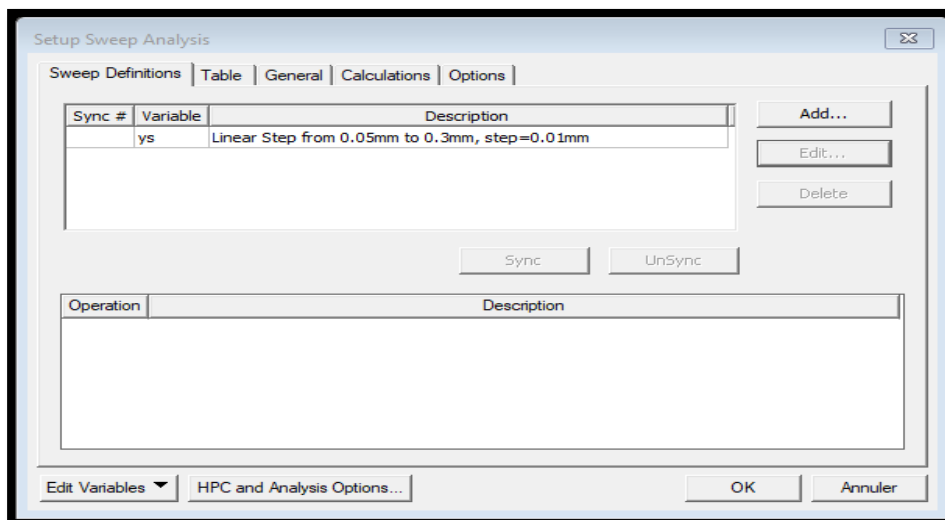 Setup Sweep Analysis
Sweep Definitions Table General Calculations Options
Sync # Variable Description
ys Linear Step from 0.05mm to 0.3mm, step=0.01mm
Add...
Edit...
Delete
Sync UnSync
Operation Description
Edit Variables HPC and Analysis Options... OK Annuler